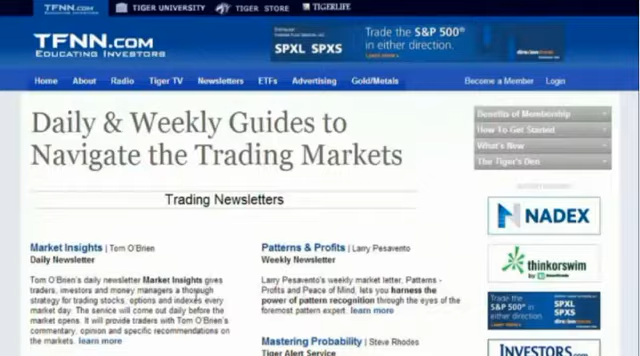 TFNN.COM TIGER UNIVERSITY TIGER STORE TIGERLIFE
TFNN.COM
EDUCATING INVESTORS
SPXL SPXS
Trade the S&P 500®
in either direction.
Home About Radio Tiger TV Newsletters ETFs Advertising Gold/Metals Become a Member Login
Daily & Weekly Guides to
Navigate the Trading Markets
Benefits of Membership
How To Get Started
What's New
The Tiger's Den
Trading Newsletters
NADEX
Market Insights | Tom O'Brien
Daily Newsletter
Tom O'Brien's daily newsletter Market Insights gives
traders, investors and money managers a thorough
strategy for trading stocks, options and indexes every
market day. The service will come out daily before the
market opens. It will provide traders with Tom O'Brien's
commentary, opinion and specific recommendations on
the markets. learn more
Patterns & Profits | Larry Pesavento
Weekly Newsletter
Larry Pesavento's weekly market letter, Patterns -
Profits and Peace of Mind, lets you harness the
power of pattern recognition through the eyes of the
foremost pattern expert. learn more
Mastering Probability | Steve Rhodes
Tiger Alert Service
thinkorswim
Trade the
S&P 500®
in either direction.
SPXL
SPXS
INVESTORS.com